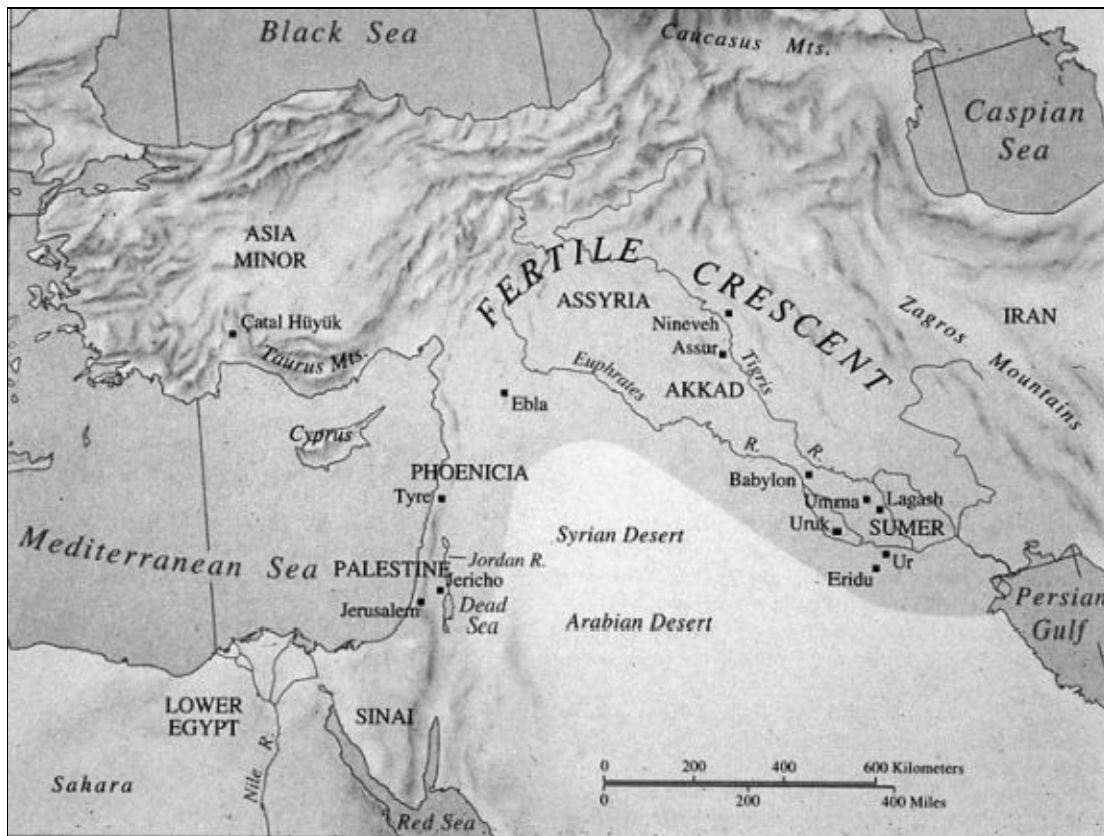 Black Sea
Caucasus Mts.
Caspian
Sea
ASIA
MINOR
FERTILE CRESCENT
ASSYRIA
Zagros Mountains
IRAN
Nineveh
Çatal Hüyük
Assur
Taurus Mts.
Tigris R.
Euphrates R.
AKKAD
Ebla
Cyprus
PHOENICIA
Babylon
Tyre
Umma
Lagash
Uruk
SUMER
Syrian Desert
Mediterranean Sea
Ur
PALESTINE
Jordan R.
Jericho
Eridu
Jerusalem
Dead
Sea
Persian
Gulf
Arabian Desert
LOWER
EGYPT
SINAI
Nile R.
Sahara
0 200 400 600 Kilometers
0 200 400 Miles
Red Sea